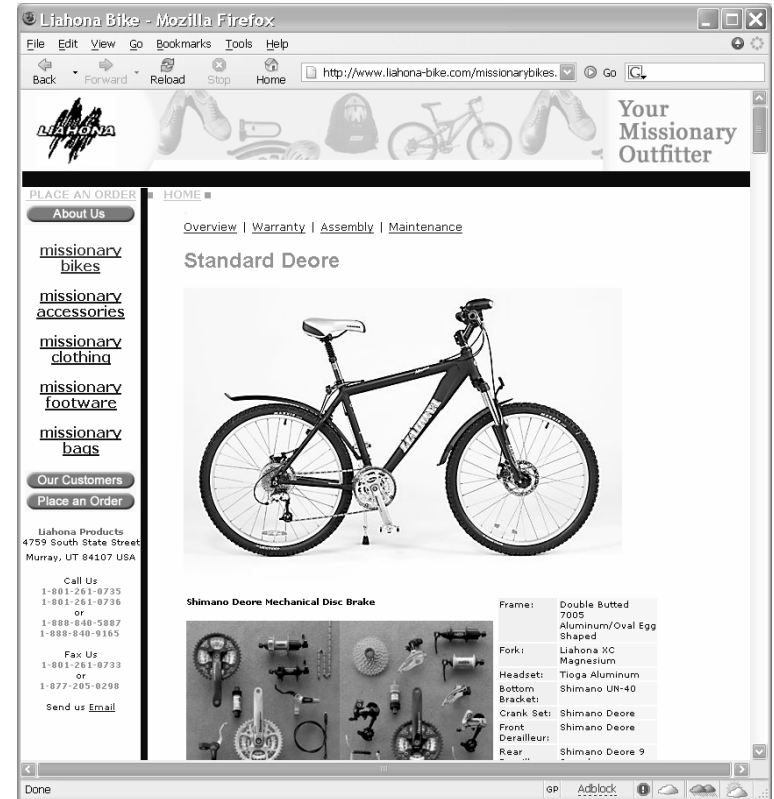 Liahona Bike - Mozilla Firefox
File Edit View Go Bookmarks Tools Help
Back Forward Reload Stop Home http://www.liahona-bike.com/missionarybikes. Go G
LIAHONA
Your
Missionary
Outfitter
PLACE AN ORDER HOME
About Us
missionary
bikes
missionary
accessories
missionary
clothing
missionary
footware
missionary
bags
Our Customers
Place an Order
Liahona Products
4759 South State Street
Murray, UT 84107 USA
Call Us
1-801-261-0735
1-801-261-0736
or
1-888-840-5887
1-888-840-9165
Fax Us
1-801-261-0733
or
1-877-205-0298
Send us Email
Overview | Warranty | Assembly | Maintenance
Standard Deore
LIAHONA
Shimano Deore Mechanical Disc Brake
Frame: Double Butted
7005
Aluminum/Oval Egg
Shaped
Fork: Liahona XC
Magnesium
Headset: Tioga Aluminum
Bottom Shimano UN-40
Bracket:
Crank Set: Shimano Deore
Front Shimano Deore
Derailleur:
Rear Shimano Deore 9
Done GP Adblock